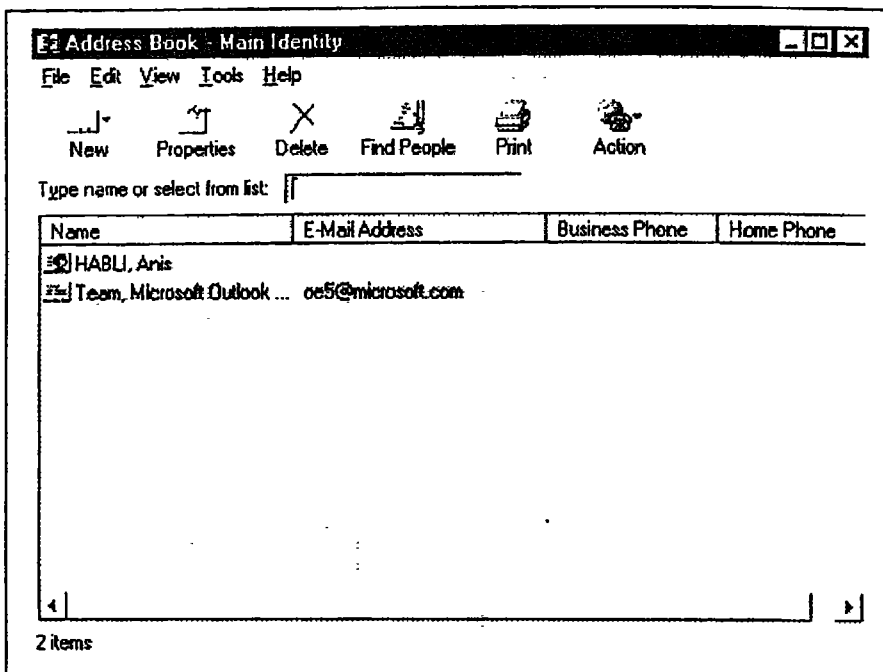 Address Book - Main Identity
File Edit View Tools Help
New Properties Delete Find People Print Action
Type name or select from list:
Name E-Mail Address Business Phone Home Phone
HABLI, Anis
Team, Microsoft Outlook ... oe5@microsoft.com
2 items